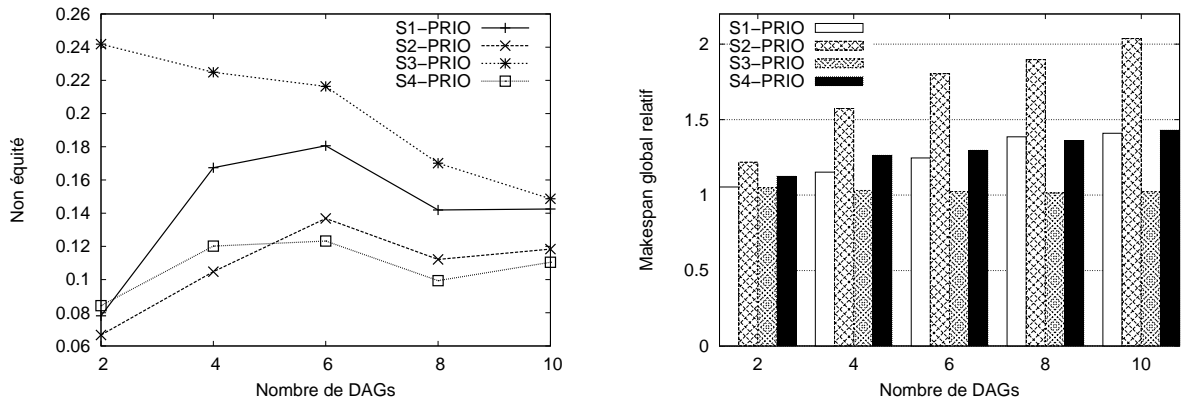 0.26
0.24
0.22
0.2
0.18
0.16
0.14
0.12
0.1
0.08
0.06
Non équité
S1−PRIO
S2−PRIO
S3−PRIO
S4−PRIO
2 4 6 8 10
Nombre de DAGs
2
1.5
1
0.5
0
Makespan global relatif
S1−PRIO
S2−PRIO
S3−PRIO
S4−PRIO
2 4 6 8 10
Nombre de DAGs